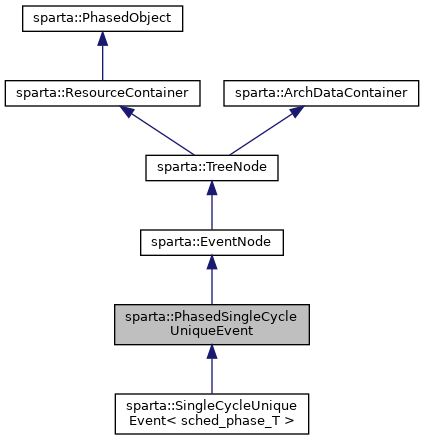 sparta::PhasedObject
sparta::ResourceContainer
sparta::ArchDataContainer
sparta::TreeNode
sparta::EventNode
sparta::PhasedSingleCycle
UniqueEvent
sparta::SingleCycleUnique
Event< sched_phase_T >